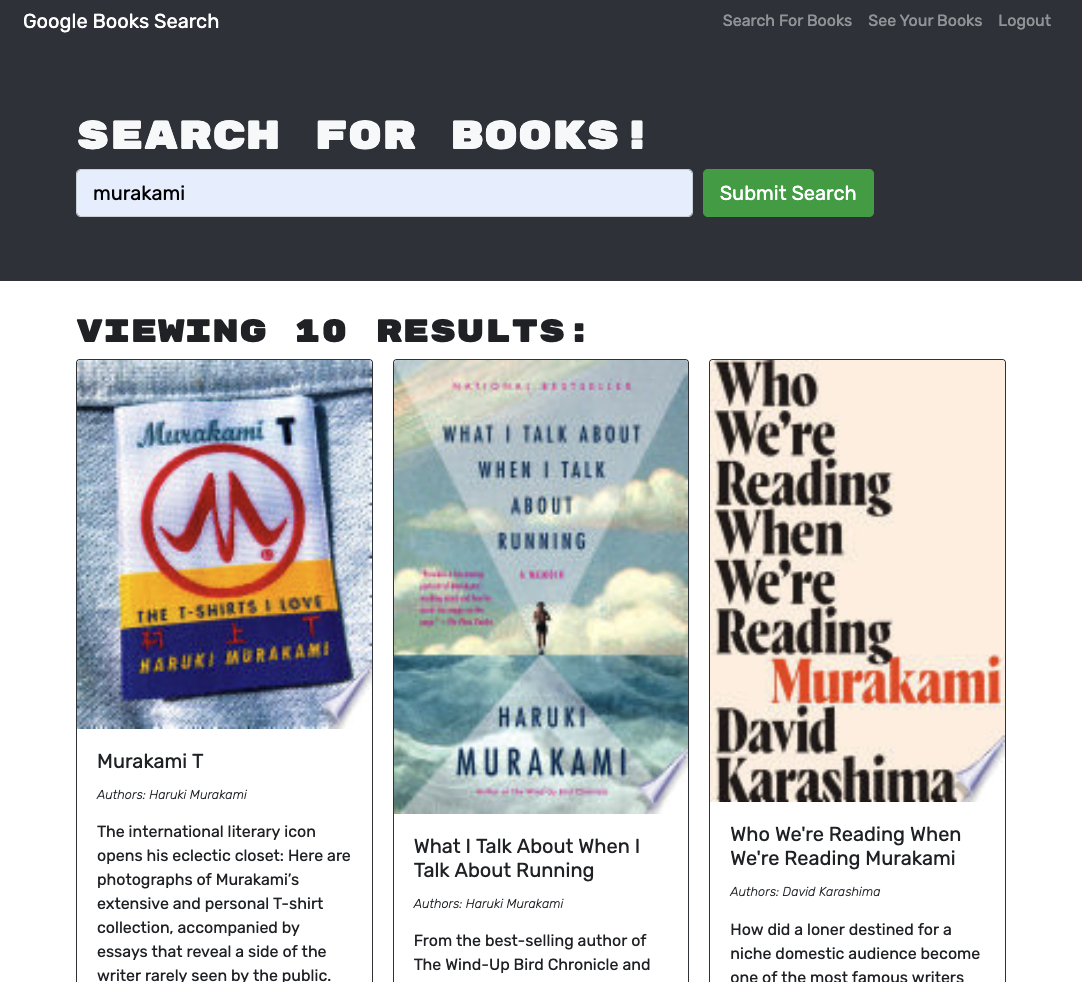 Google Books Search
Search For Books
See Your Books
Logout
SEARCH FOR BOOKS!
murakami
Submit Search
VIEWING 10 RESULTS:
Murakami T
THE T-SHIRTS I LOVE
村 上 T
HARUKI MURAKAMI
Murakami T
Authors: Haruki Murakami
The international literary icon
opens his eclectic closet: Here are
photographs of Murakami’s
extensive and personal T-shirt
collection, accompanied by
essays that reveal a side of the
writer rarely seen by the public.
NATIONAL BESTSELLER
WHAT I TALK ABOUT
WHEN I TALK
ABOUT
RUNNING
A MEMOIR
HARUKI
MURAKAMI
Author of The Wind-Up Bird Chronicle
What I Talk About When I
Talk About Running
Authors: Haruki Murakami
From the best-selling author of
The Wind-Up Bird Chronicle and
Who
We're
Reading
When
We're
Reading
Murakami
David
Karashima
Who We're Reading When
We're Reading Murakami
Authors: David Karashima
How did a loner destined for a
niche domestic audience become
one of the most famous writers